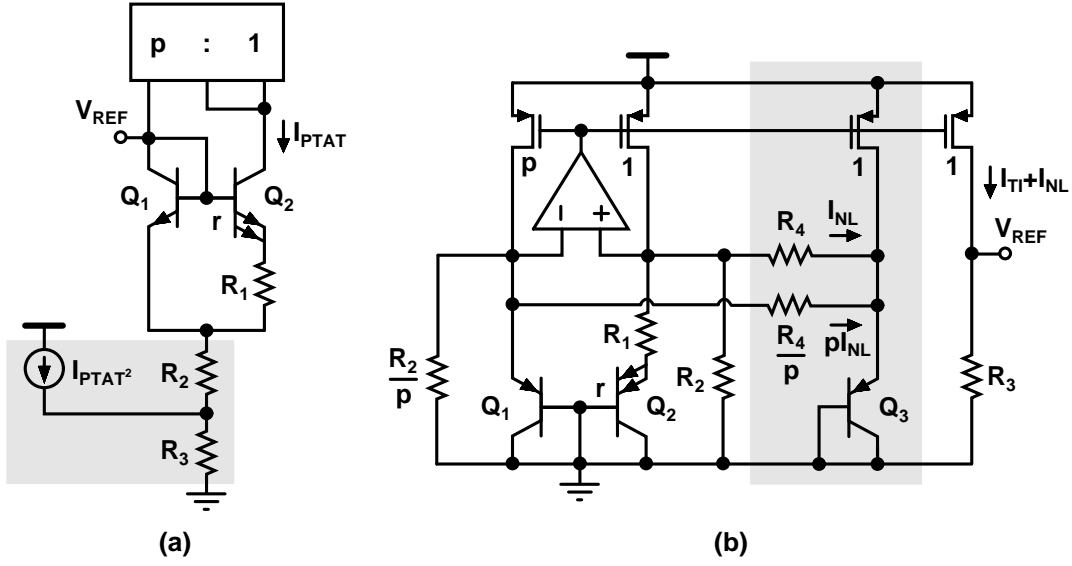 p : 1
V_REF
I_PTAT
Q_1
Q_2
r
R_1
I_PTAT²
R_2
R_3
(a)
p
1
1
1
I_TI+I_NL
I_NL
V_REF
R_4
R_1
R_4/p
pI_NL
R_2/p
R_2
R_3
Q_1
r
Q_2
Q_3
(b)